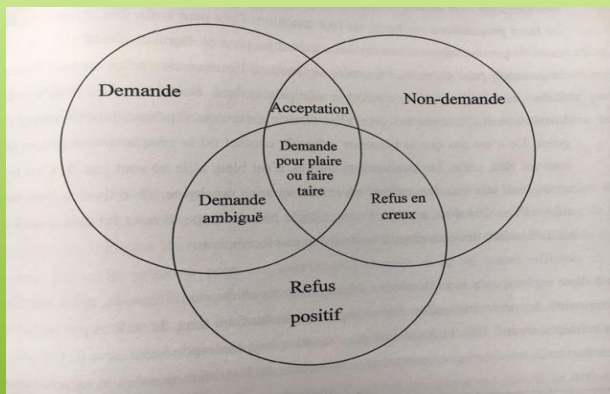 Demande
Non-demande
Acceptation
Demande
pour plaire
ou faire
taire
Demande
ambiguë
Refus en
creux
Refus
positif